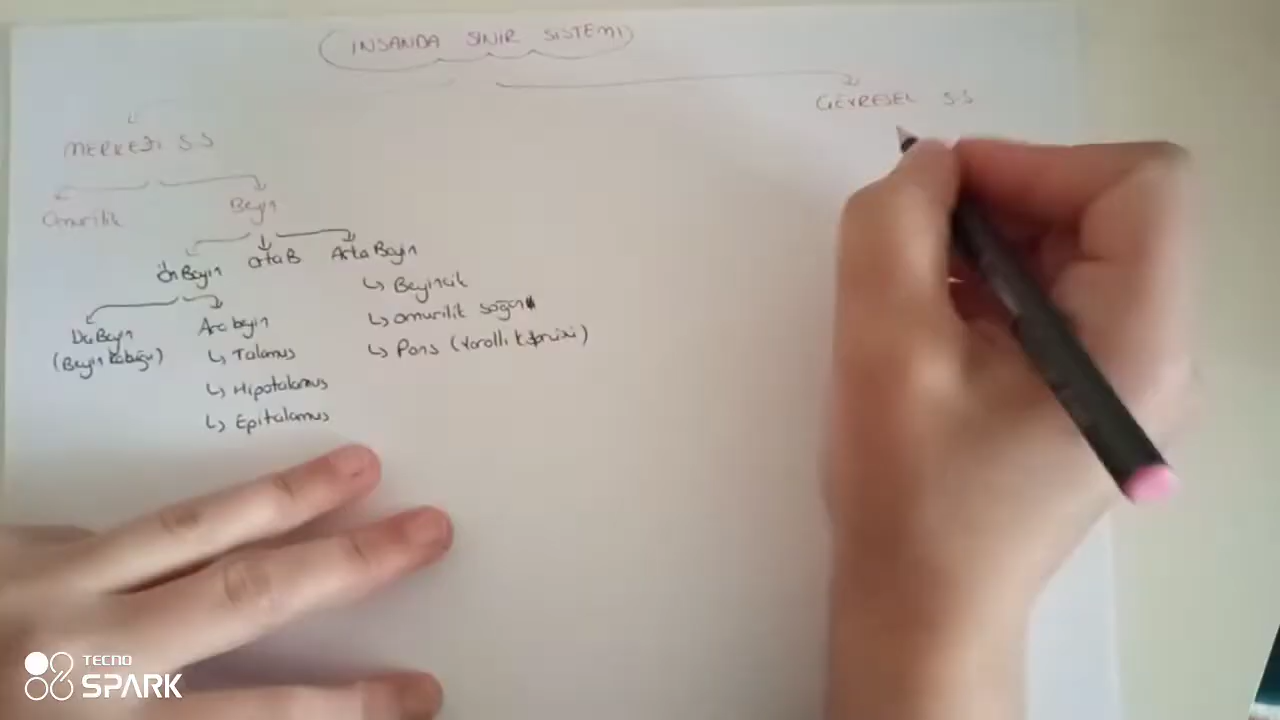 İNSANDA SİNİR SİSTEMİ
ÇEVRESEL S.S
MERKEZİ S.S
Omurilik
Beyin
Ön Beyin
Orta B
Arka Beyin
↳ Beyincik
↳ Omurilik soğanı
↳ Pons (Varolli köprüsü)
Uç Beyin
(Beyin kabuğu)
Ara beyin
↳ Talamus
↳ Hipotalamus
↳ Epitalamus
TECNO
SPARK